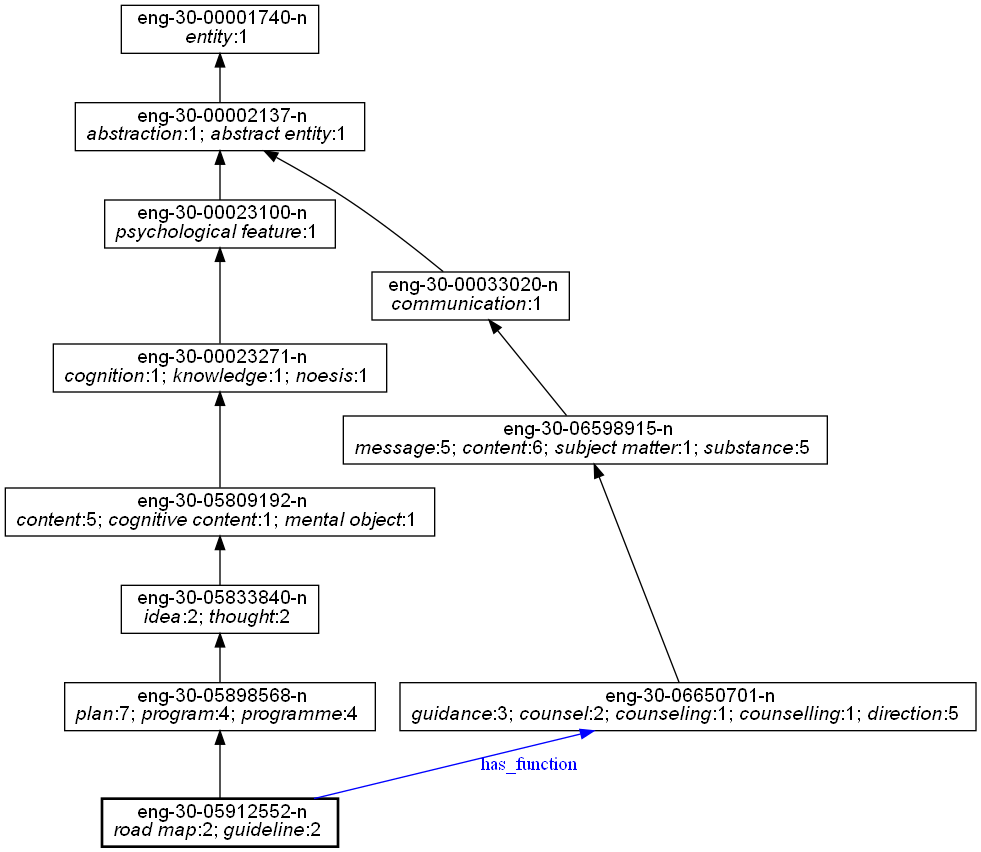 eng-30-00001740-n
entity:1
eng-30-00002137-n
abstraction:1; abstract entity:1
eng-30-00023100-n
psychological feature:1
eng-30-00033020-n
communication:1
eng-30-00023271-n
cognition:1; knowledge:1; noesis:1
eng-30-06598915-n
message:5; content:6; subject matter:1; substance:5
eng-30-05809192-n
content:5; cognitive content:1; mental object:1
eng-30-05833840-n
idea:2; thought:2
eng-30-05898568-n
plan:7; program:4; programme:4
eng-30-06650701-n
guidance:3; counsel:2; counseling:1; counselling:1; direction:5
has_function
eng-30-05912552-n
road map:2; guideline:2